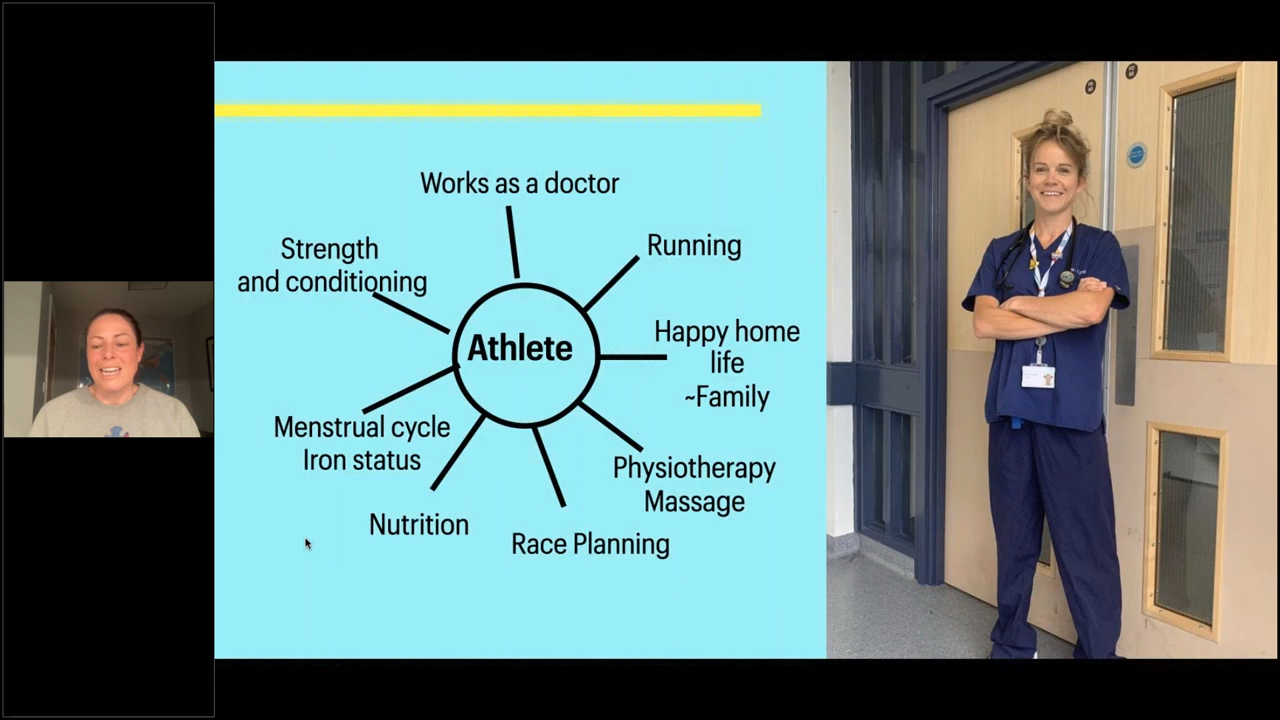 Works as a doctor
Strength
and conditioning
Running
Athlete
Happy home
life
~Family
Menstrual cycle
Iron status
Physiotherapy
Massage
Nutrition
Race Planning